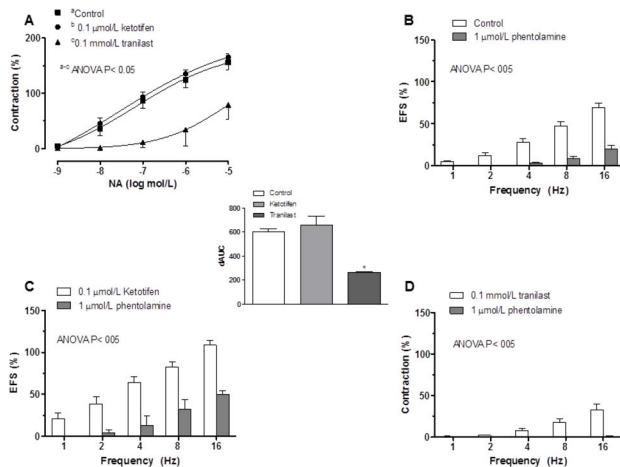 A
ᵃControl
ᵇ 0.1 µmol/L ketotifen
ᶜ0.1 mmol/L tranilast
ᵃ⁻ᶜ ANOVA P< 0.05
Contraction (%)
200
100
0
-9 -8 -7 -6 -5
NA (log mol/L)
B
Control
1 µmol/L phentolamine
ANOVA P< 005
EFS (%)
100
50
0
1 2 4 8 16
Frequency (Hz)
Control
Ketotifen
Tranilast
dAUC
800
600
400
200
0
*
C
0.1 µmol/L Ketotifen
1 µmol/L phentolamine
ANOVA P< 005
EFS (%)
150
100
50
0
1 2 4 8 16
Frequency (Hz)
D
0.1 mmol/L tranilast
1 µmol/L phentolamine
ANOVA P< 005
Contraction (%)
150
100
50
0
1 2 4 8 16
Frequency (Hz)